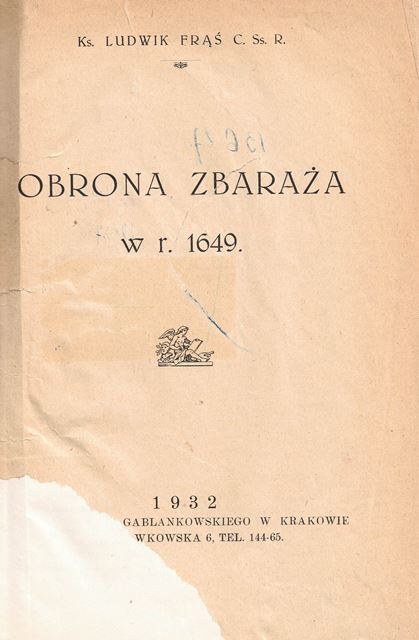 Ks. LUDWIK FRĄŚ C. Ss. R.
OBRONA ZBARAŻA
w r. 1649.
1932
GABLANKOWSKIEGO W KRAKOWIE
WKOWSKA 6, TEL. 144-65.